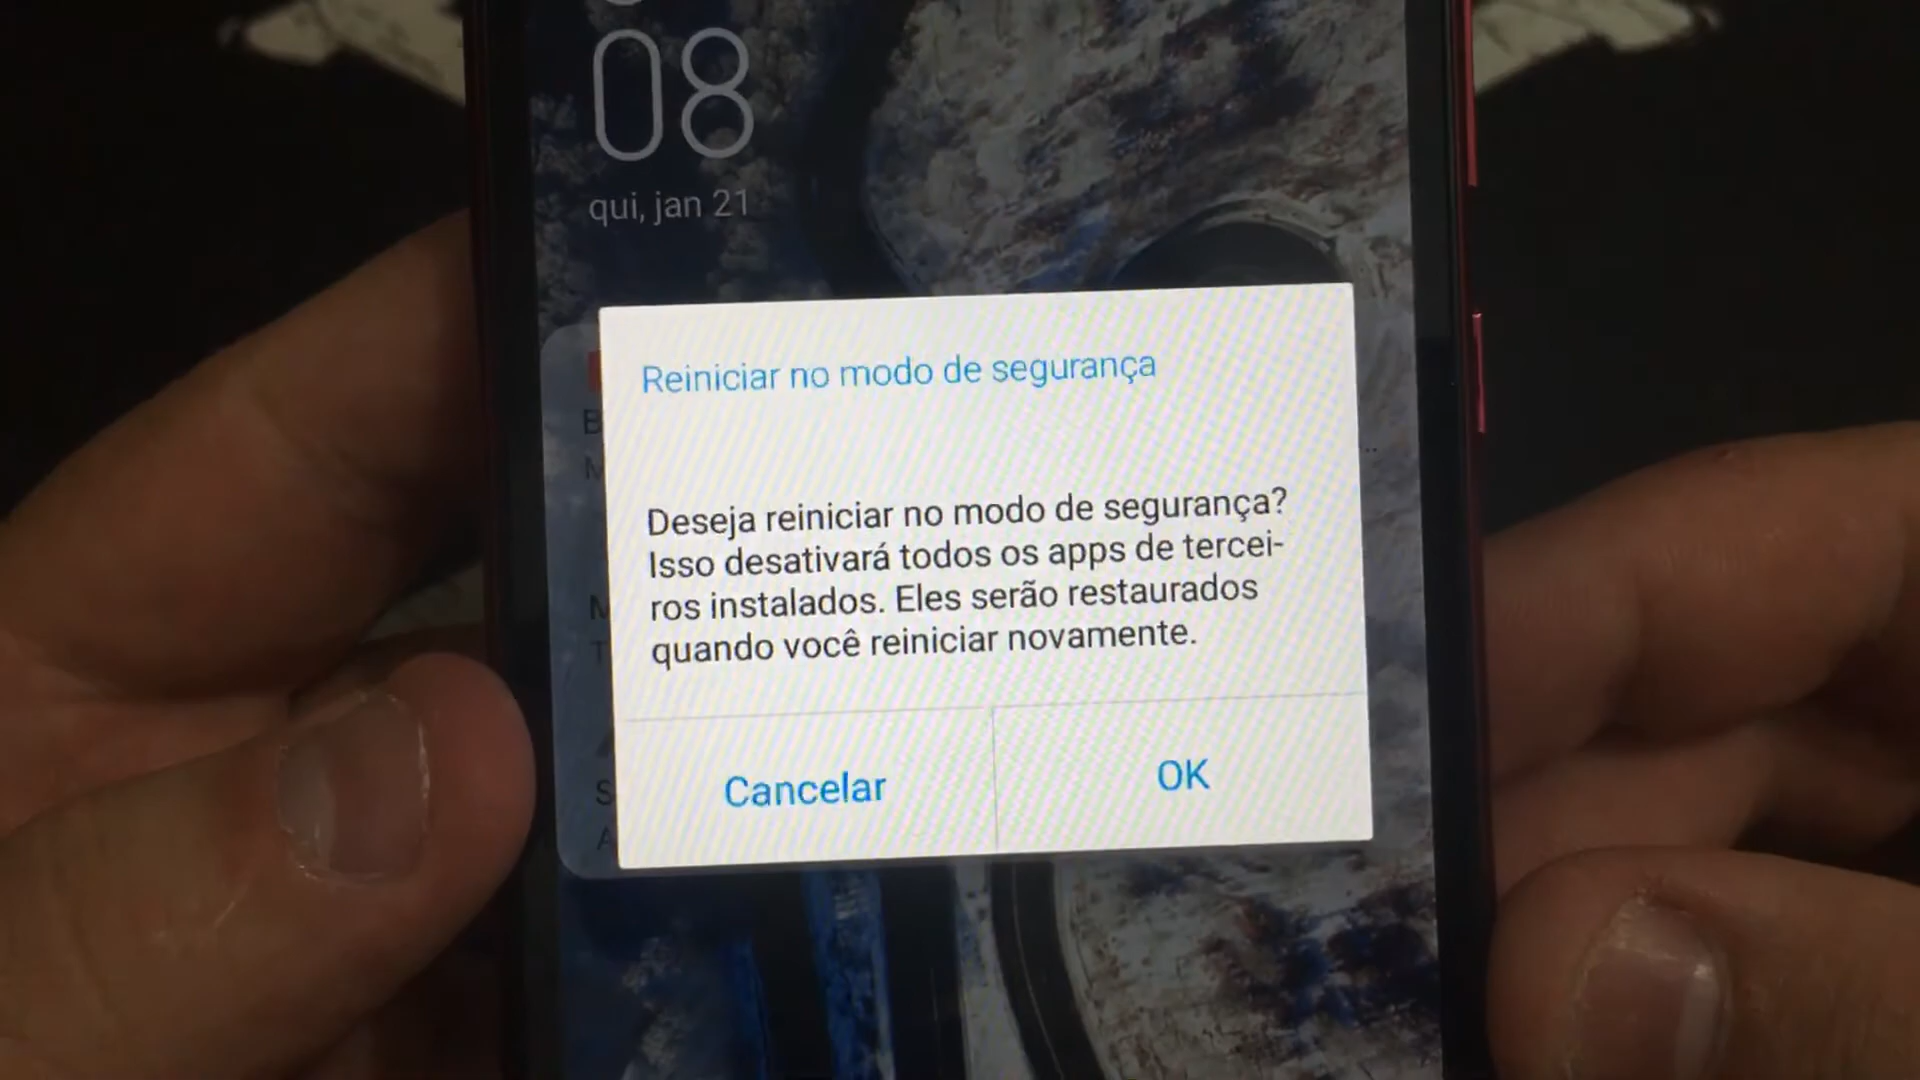 08
qui, jan 21
Reiniciar no modo de segurança
Deseja reiniciar no modo de segurança?
Isso desativará todos os apps de tercei-
ros instalados. Eles serão restaurados
quando você reiniciar novamente.
Cancelar
OK